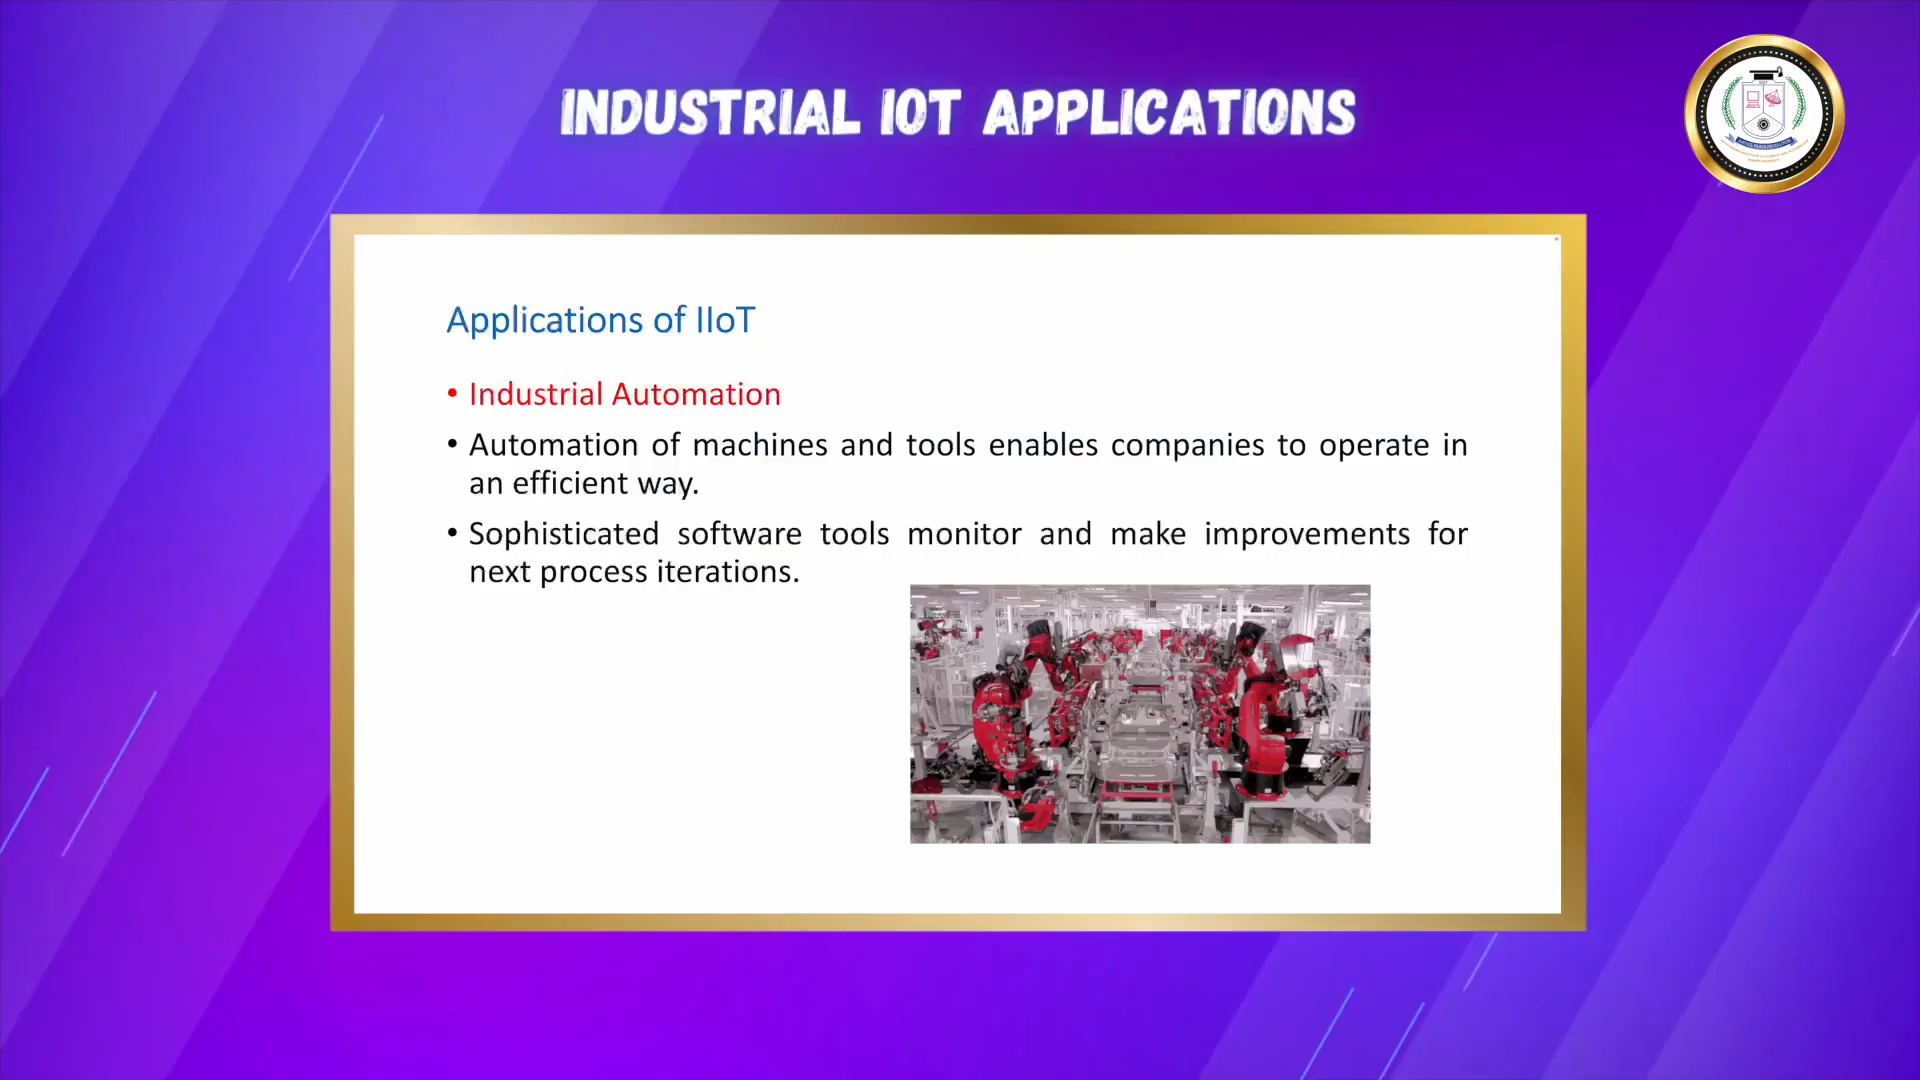 INDUSTRIAL IOT APPLICATIONS
Applications of IIoT
• Industrial Automation
• Automation of machines and tools enables companies to operate in
an efficient way.
• Sophisticated software tools monitor and make improvements for
next process iterations.